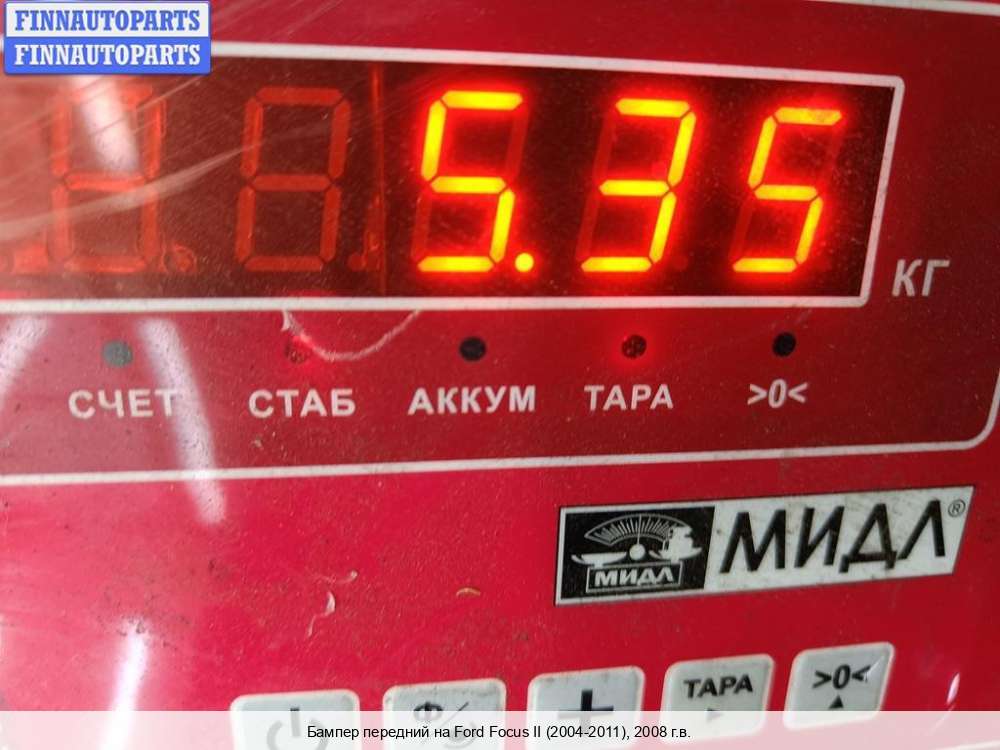 FINNAUTOPARTS
FINNAUTOPARTS
5.35
КГ
СЧЕТ СТАБ АККУМ ТАРА >0<
МИДЛ МИДЛ®
ТАРА >0<
Бампер передний на Ford Focus II (2004-2011), 2008 г.в.